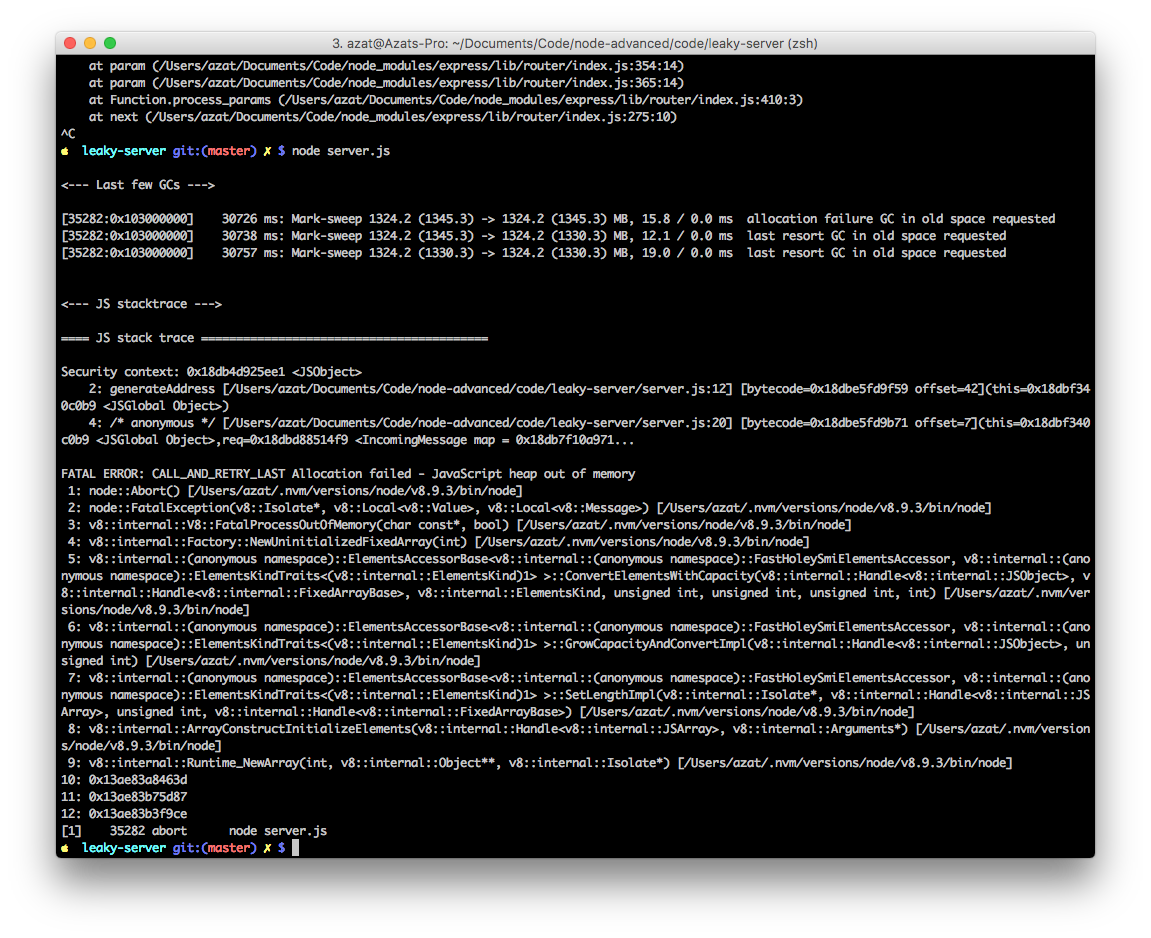 3. azat@Azats-Pro: ~/Documents/Code/node-advanced/code/leaky-server (zsh)
at param (/Users/azat/Documents/Code/node_modules/express/lib/router/index.js:354:14)
at param (/Users/azat/Documents/Code/node_modules/express/lib/router/index.js:365:14)
at Function.process_params (/Users/azat/Documents/Code/node_modules/express/lib/router/index.js:410:3)
at next (/Users/azat/Documents/Code/node_modules/express/lib/router/index.js:275:10)
^C
leaky-server git:(master) ✗ $ node server.js
<--- Last few GCs --->
[35282:0x103000000]    30726 ms: Mark-sweep 1324.2 (1345.3) -> 1324.2 (1345.3) MB, 15.8 / 0.0 ms  allocation failure GC in old space requested
[35282:0x103000000]    30738 ms: Mark-sweep 1324.2 (1345.3) -> 1324.2 (1330.3) MB, 12.1 / 0.0 ms  last resort GC in old space requested
[35282:0x103000000]    30757 ms: Mark-sweep 1324.2 (1330.3) -> 1324.2 (1330.3) MB, 19.0 / 0.0 ms  last resort GC in old space requested
<--- JS stacktrace --->
==== JS stack trace =========================================
Security context: 0x18db4d925ee1 <JSObject>
2: generateAddress [/Users/azat/Documents/Code/node-advanced/code/leaky-server/server.js:12] [bytecode=0x18dbe5fd9f59 offset=42](this=0x18dbf34
0c0b9 <JSGlobal Object>)
4: /* anonymous */ [/Users/azat/Documents/Code/node-advanced/code/leaky-server/server.js:20] [bytecode=0x18dbe5fd9b71 offset=7](this=0x18dbf340
c0b9 <JSGlobal Object>,req=0x18dbd88514f9 <IncomingMessage map = 0x18db7f10a971...
FATAL ERROR: CALL_AND_RETRY_LAST Allocation failed - JavaScript heap out of memory
1: node::Abort() [/Users/azat/.nvm/versions/node/v8.9.3/bin/node]
2: node::FatalException(v8::Isolate*, v8::Local<v8::Value>, v8::Local<v8::Message>) [/Users/azat/.nvm/versions/node/v8.9.3/bin/node]
3: v8::internal::V8::FatalProcessOutOfMemory(char const*, bool) [/Users/azat/.nvm/versions/node/v8.9.3/bin/node]
4: v8::internal::Factory::NewUninitializedFixedArray(int) [/Users/azat/.nvm/versions/node/v8.9.3/bin/node]
5: v8::internal::(anonymous namespace)::ElementsAccessorBase<v8::internal::(anonymous namespace)::FastHoleySmiElementsAccessor, v8::internal::(ano
nymous namespace)::ElementsKindTraits<(v8::internal::ElementsKind)1> >::ConvertElementsWithCapacity(v8::internal::Handle<v8::internal::JSObject>, v
8::internal::Handle<v8::internal::FixedArrayBase>, v8::internal::ElementsKind, unsigned int, unsigned int, unsigned int, int) [/Users/azat/.nvm/ver
sions/node/v8.9.3/bin/node]
6: v8::internal::(anonymous namespace)::ElementsAccessorBase<v8::internal::(anonymous namespace)::FastHoleySmiElementsAccessor, v8::internal::(ano
nymous namespace)::ElementsKindTraits<(v8::internal::ElementsKind)1> >::GrowCapacityAndConvertImpl(v8::internal::Handle<v8::internal::JSObject>, un
signed int) [/Users/azat/.nvm/versions/node/v8.9.3/bin/node]
7: v8::internal::(anonymous namespace)::ElementsAccessorBase<v8::internal::(anonymous namespace)::FastHoleySmiElementsAccessor, v8::internal::(ano
nymous namespace)::ElementsKindTraits<(v8::internal::ElementsKind)1> >::SetLengthImpl(v8::internal::Isolate*, v8::internal::Handle<v8::internal::JS
Array>, unsigned int, v8::internal::Handle<v8::internal::FixedArrayBase>) [/Users/azat/.nvm/versions/node/v8.9.3/bin/node]
8: v8::internal::ArrayConstructInitializeElements(v8::internal::Handle<v8::internal::JSArray>, v8::internal::Arguments*) [/Users/azat/.nvm/version
s/node/v8.9.3/bin/node]
9: v8::internal::Runtime_NewArray(int, v8::internal::Object**, v8::internal::Isolate*) [/Users/azat/.nvm/versions/node/v8.9.3/bin/node]
10: 0x13ae83a8463d
11: 0x13ae83b75d87
12: 0x13ae83b3f9ce
[1]    35282 abort      node server.js
leaky-server git:(master) ✗ $